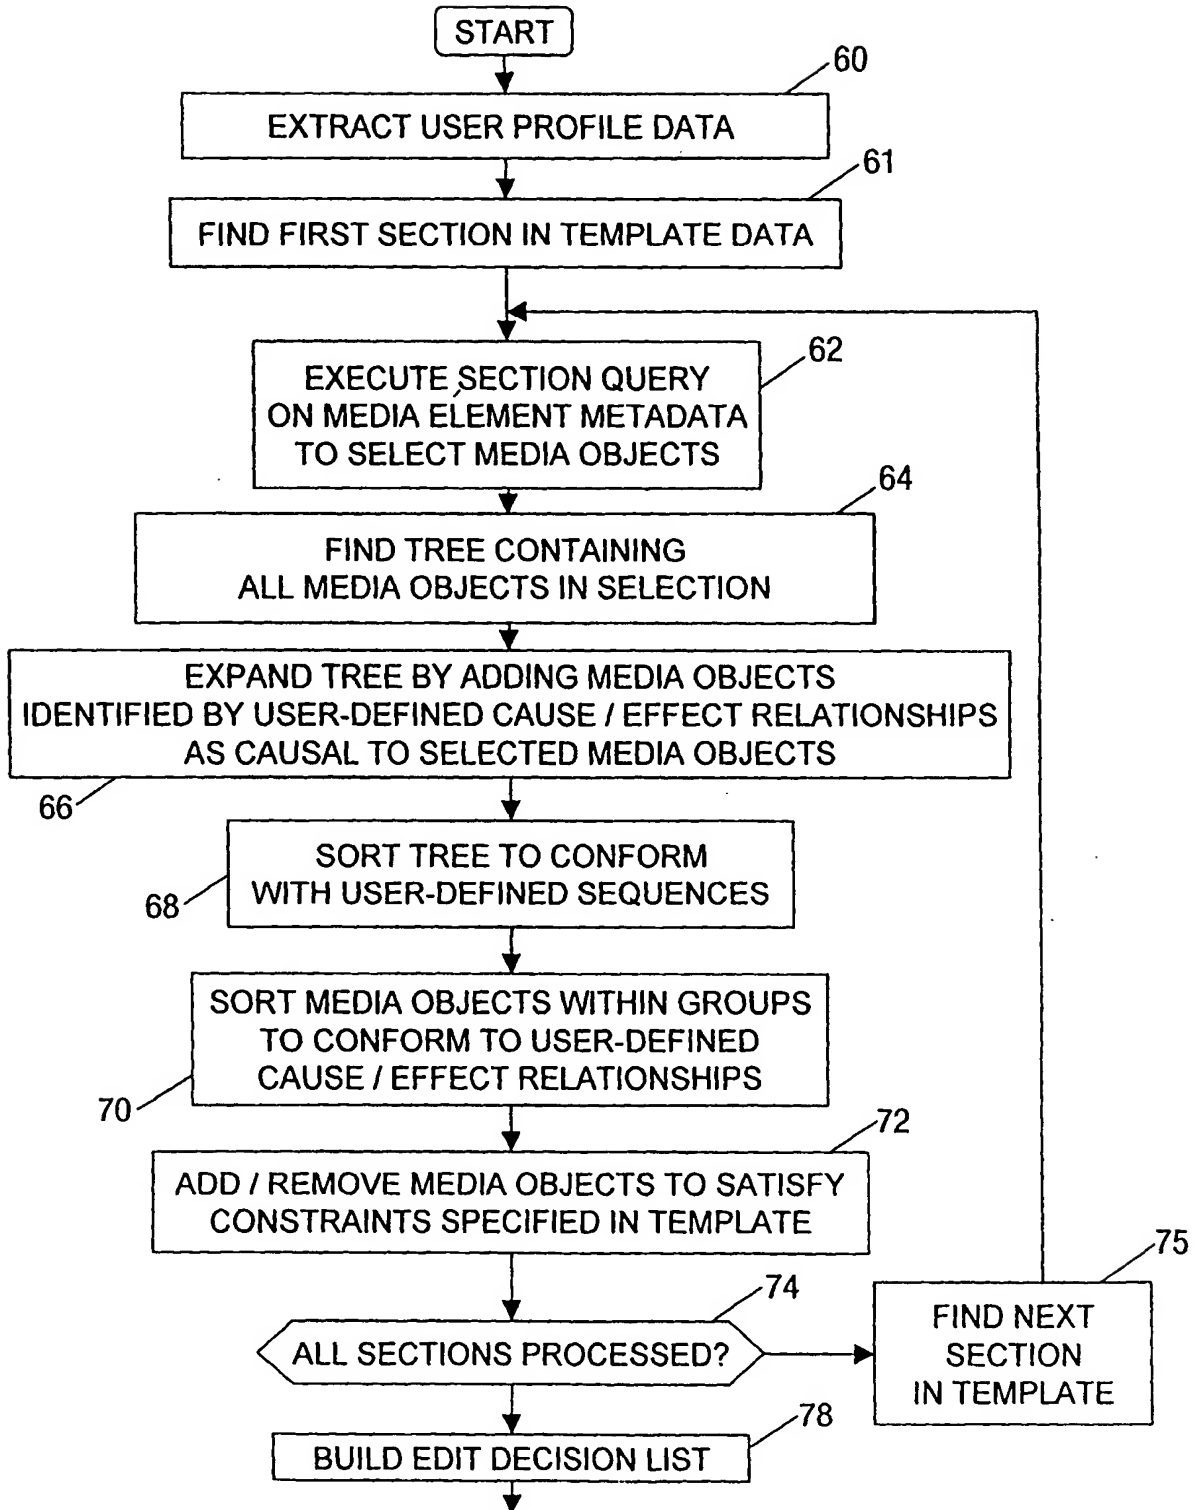 START
60
EXTRACT USER PROFILE DATA
61
FIND FIRST SECTION IN TEMPLATE DATA
62
EXECUTE SECTION QUERY
ON MEDIA ELEMENT METADATA
TO SELECT MEDIA OBJECTS
64
FIND TREE CONTAINING
ALL MEDIA OBJECTS IN SELECTION
EXPAND TREE BY ADDING MEDIA OBJECTS
IDENTIFIED BY USER-DEFINED CAUSE / EFFECT RELATIONSHIPS
AS CAUSAL TO SELECTED MEDIA OBJECTS
66
SORT TREE TO CONFORM
WITH USER-DEFINED SEQUENCES
68
SORT MEDIA OBJECTS WITHIN GROUPS
TO CONFORM TO USER-DEFINED
CAUSE / EFFECT RELATIONSHIPS
70
72
ADD / REMOVE MEDIA OBJECTS TO SATISFY
CONSTRAINTS SPECIFIED IN TEMPLATE
74
ALL SECTIONS PROCESSED?
75
FIND NEXT
SECTION
IN TEMPLATE
78
BUILD EDIT DECISION LIST